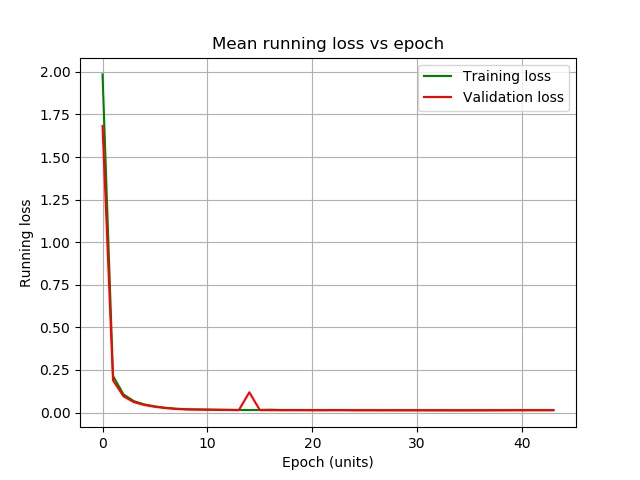 Mean running loss vs epoch
Training loss
Validation loss
2.00
1.75
1.50
1.25
1.00
0.75
0.50
0.25
0.00
Running loss
0 10 20 30 40
Epoch (units)